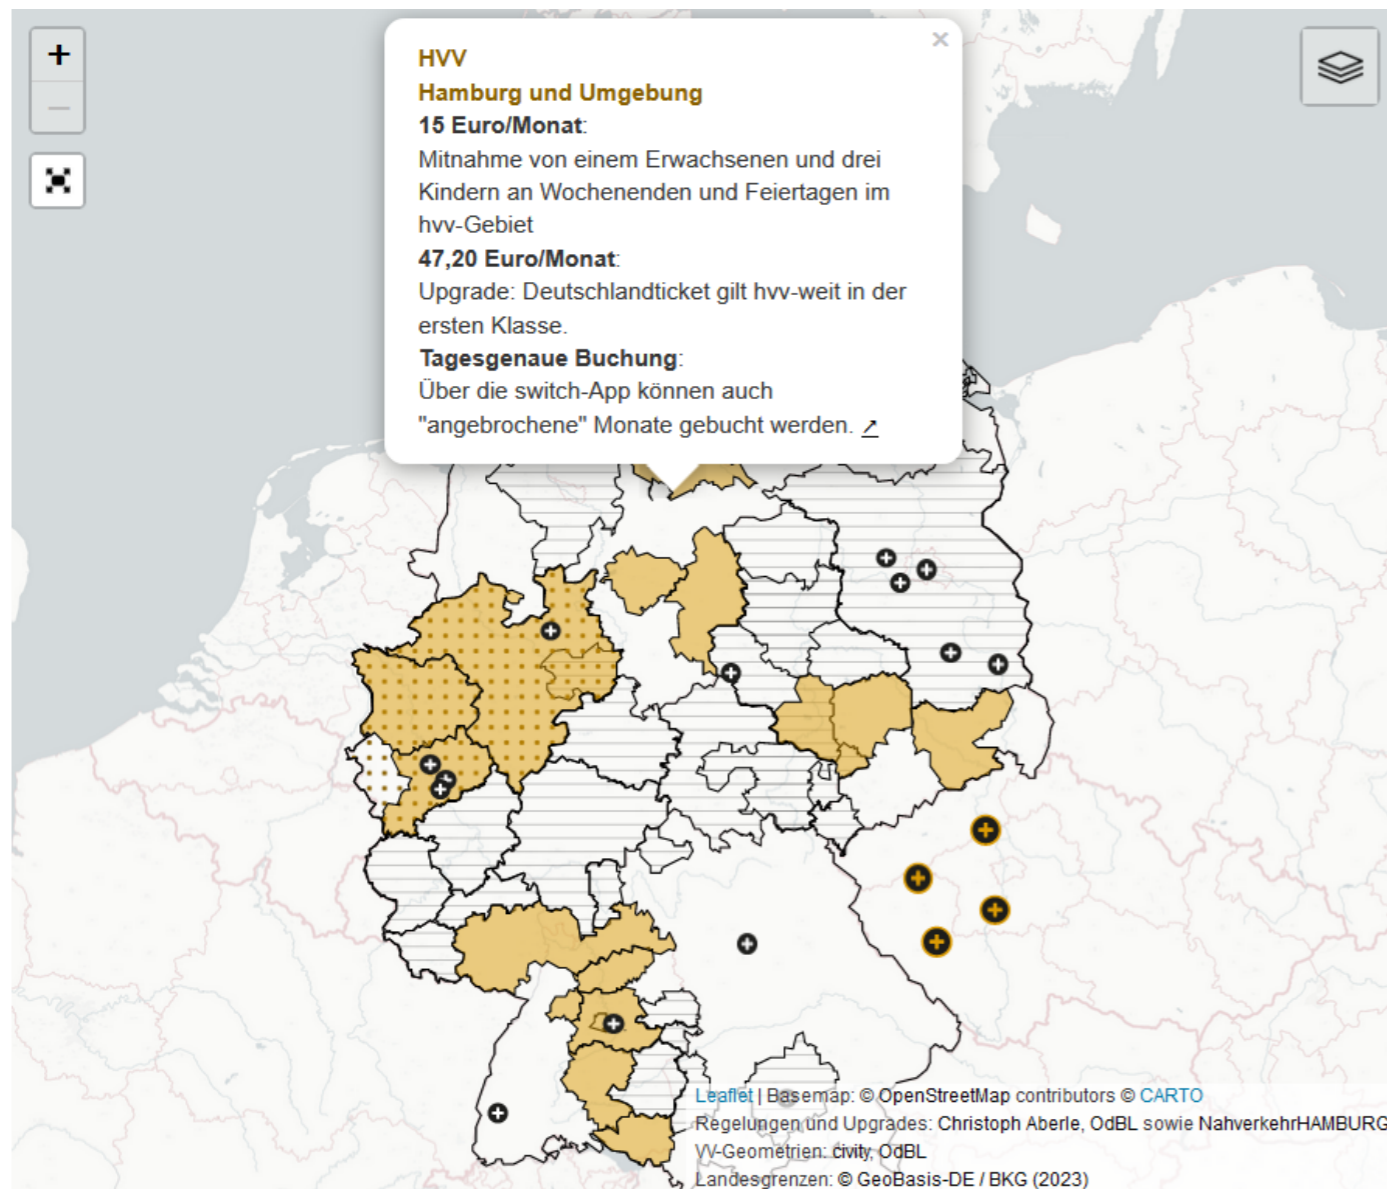 +
−
×
HVV
Hamburg und Umgebung
15 Euro/Monat:
Mitnahme von einem Erwachsenen und drei
Kindern an Wochenenden und Feiertagen im
hvv-Gebiet
47,20 Euro/Monat:
Upgrade: Deutschlandticket gilt hvv-weit in der
ersten Klasse.
Tagesgenaue Buchung:
Über die switch-App können auch
"angebrochene" Monate gebucht werden. ↗
Leaflet | Basemap: © OpenStreetMap contributors © CARTO
Regelungen und Upgrades: Christoph Aberle, OdBL sowie NahverkehrHAMBURG
VV-Geometrien: civity, OdBL
Landesgrenzen: © GeoBasis-DE / BKG (2023)